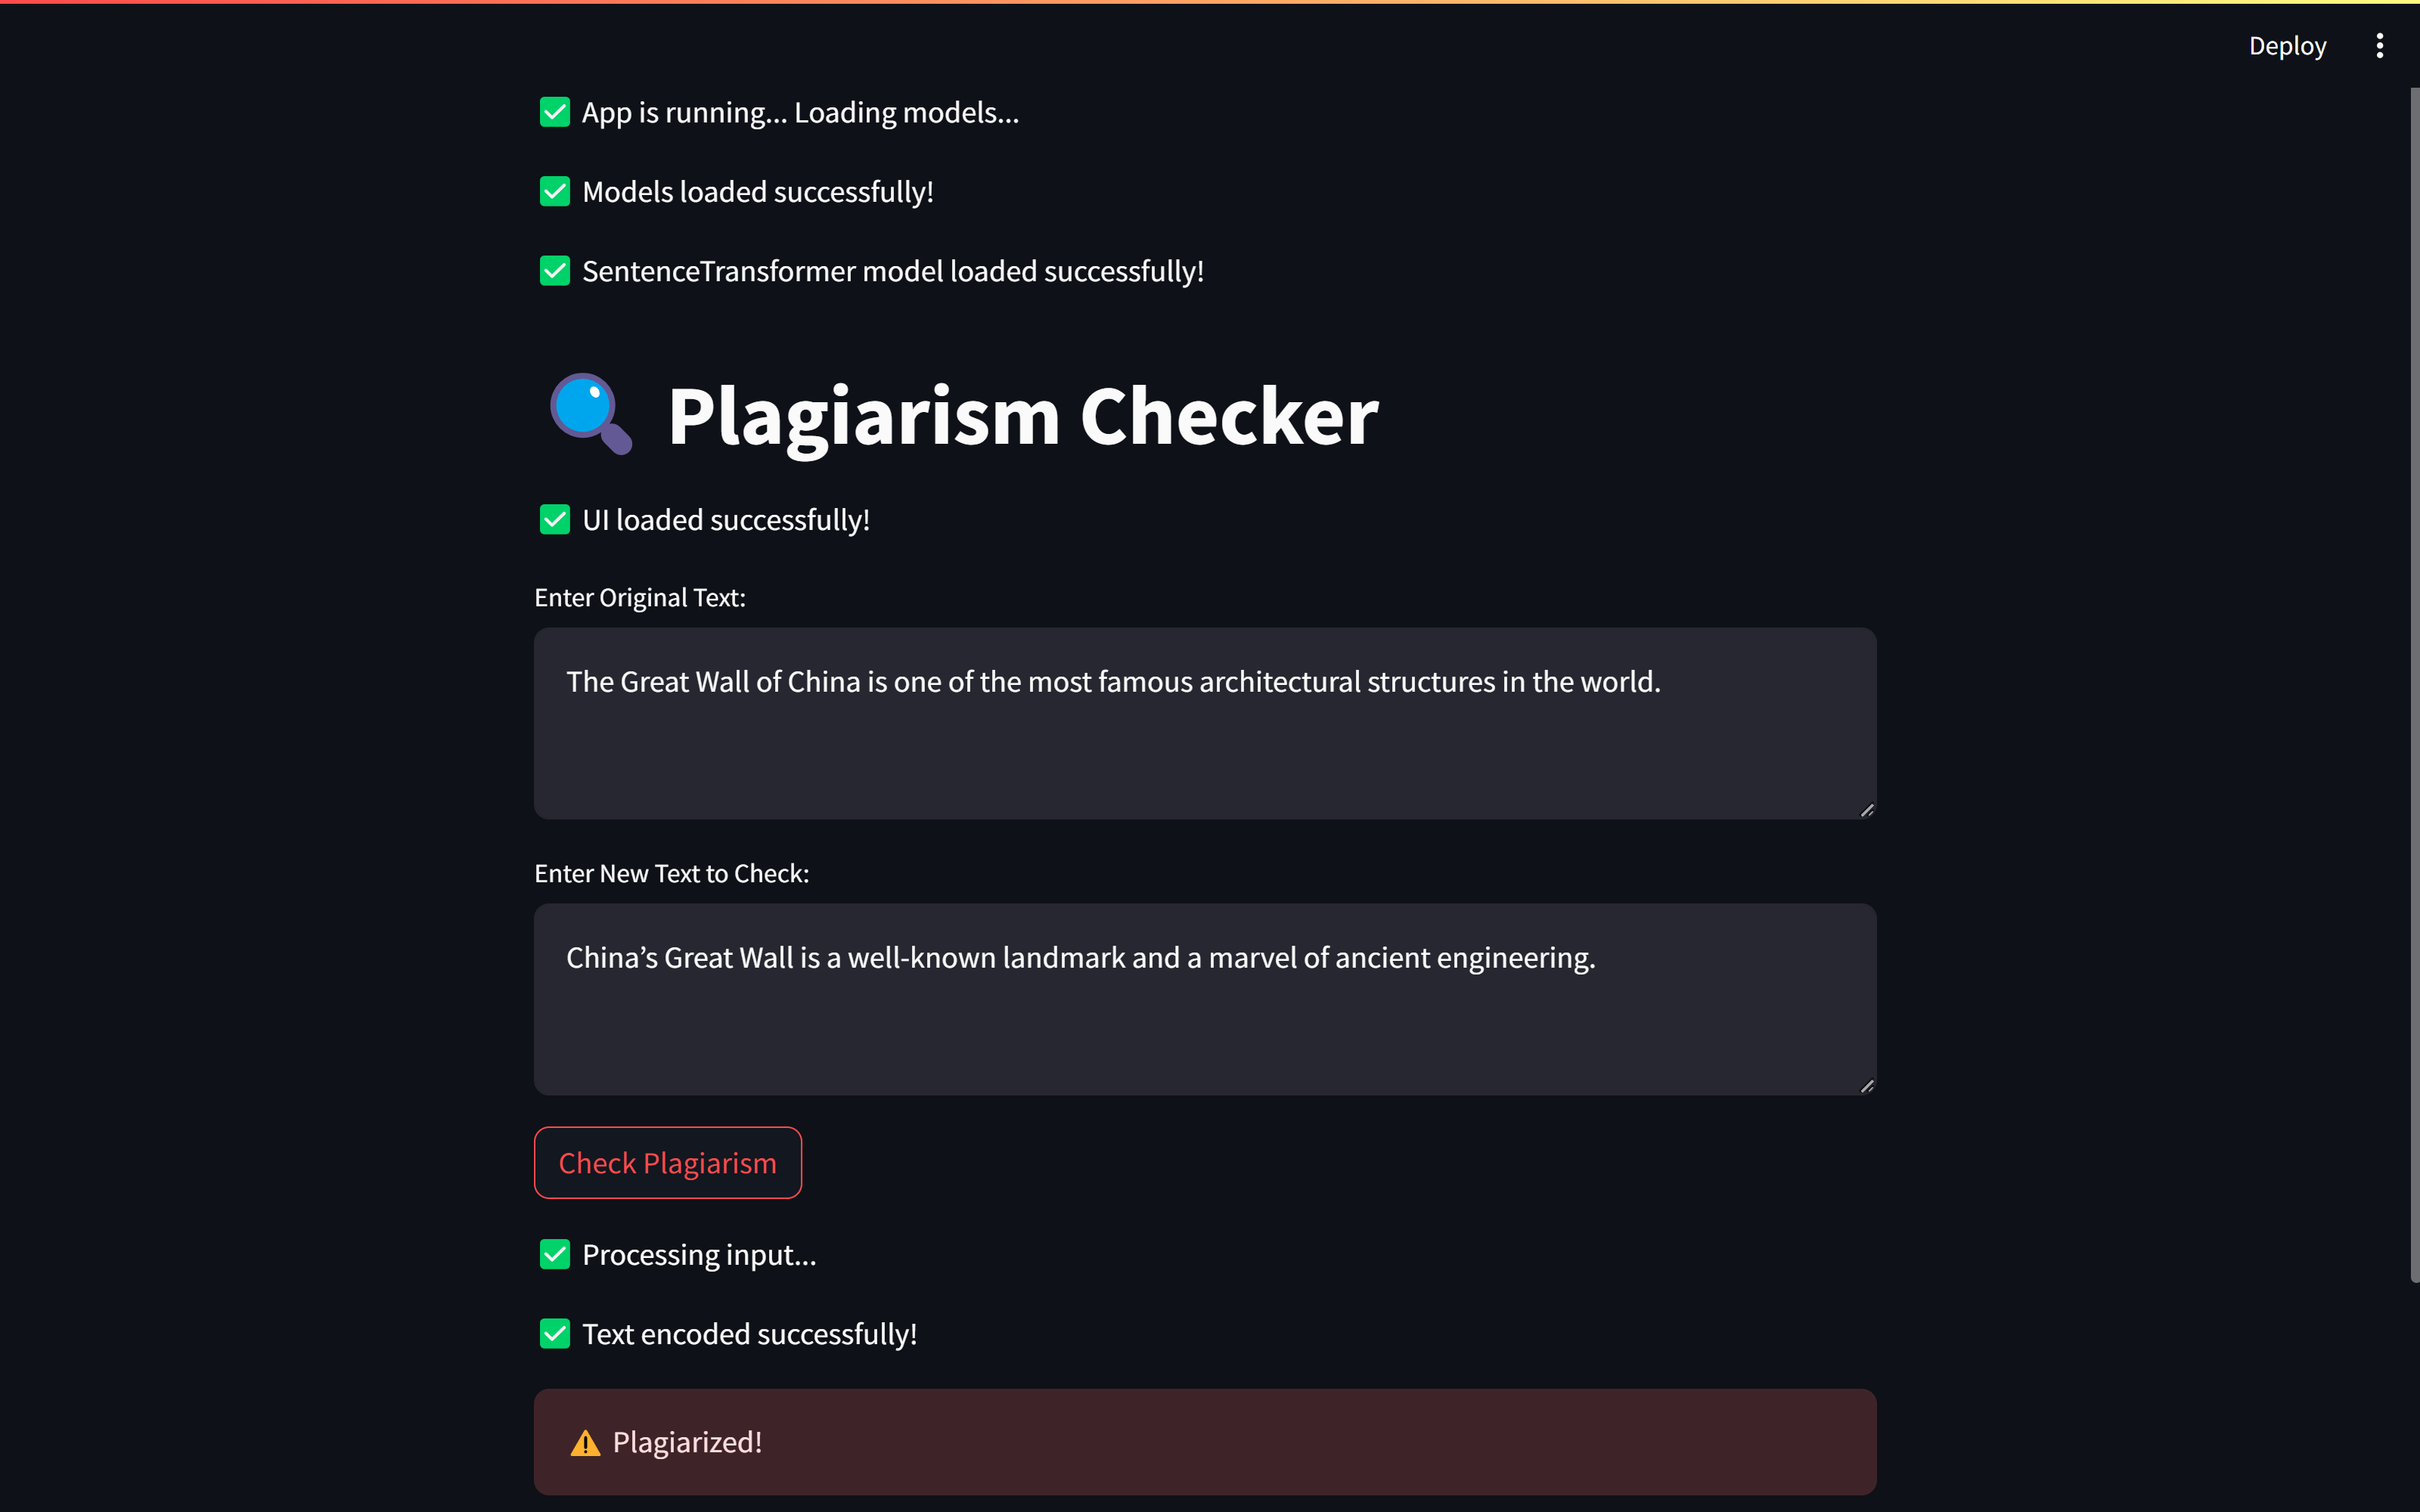 Deploy
App is running... Loading models...
Models loaded successfully!
SentenceTransformer model loaded successfully!
Plagiarism Checker
UI loaded successfully!
Enter Original Text:
The Great Wall of China is one of the most famous architectural structures in the world.
Enter New Text to Check:
China’s Great Wall is a well-known landmark and a marvel of ancient engineering.
Check Plagiarism
Processing input...
Text encoded successfully!
Plagiarized!